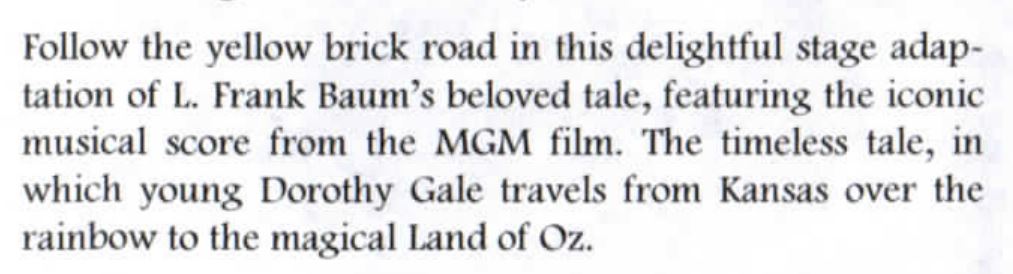 Follow the yellow brick road in this delightful stage adap-
tation of L. Frank Baum's beloved tale, featuring the iconic
musical score from the MGM film. The timeless tale, in
which young Dorothy Gale travels from Kansas over the
rainbow to the magical Land of Oz.